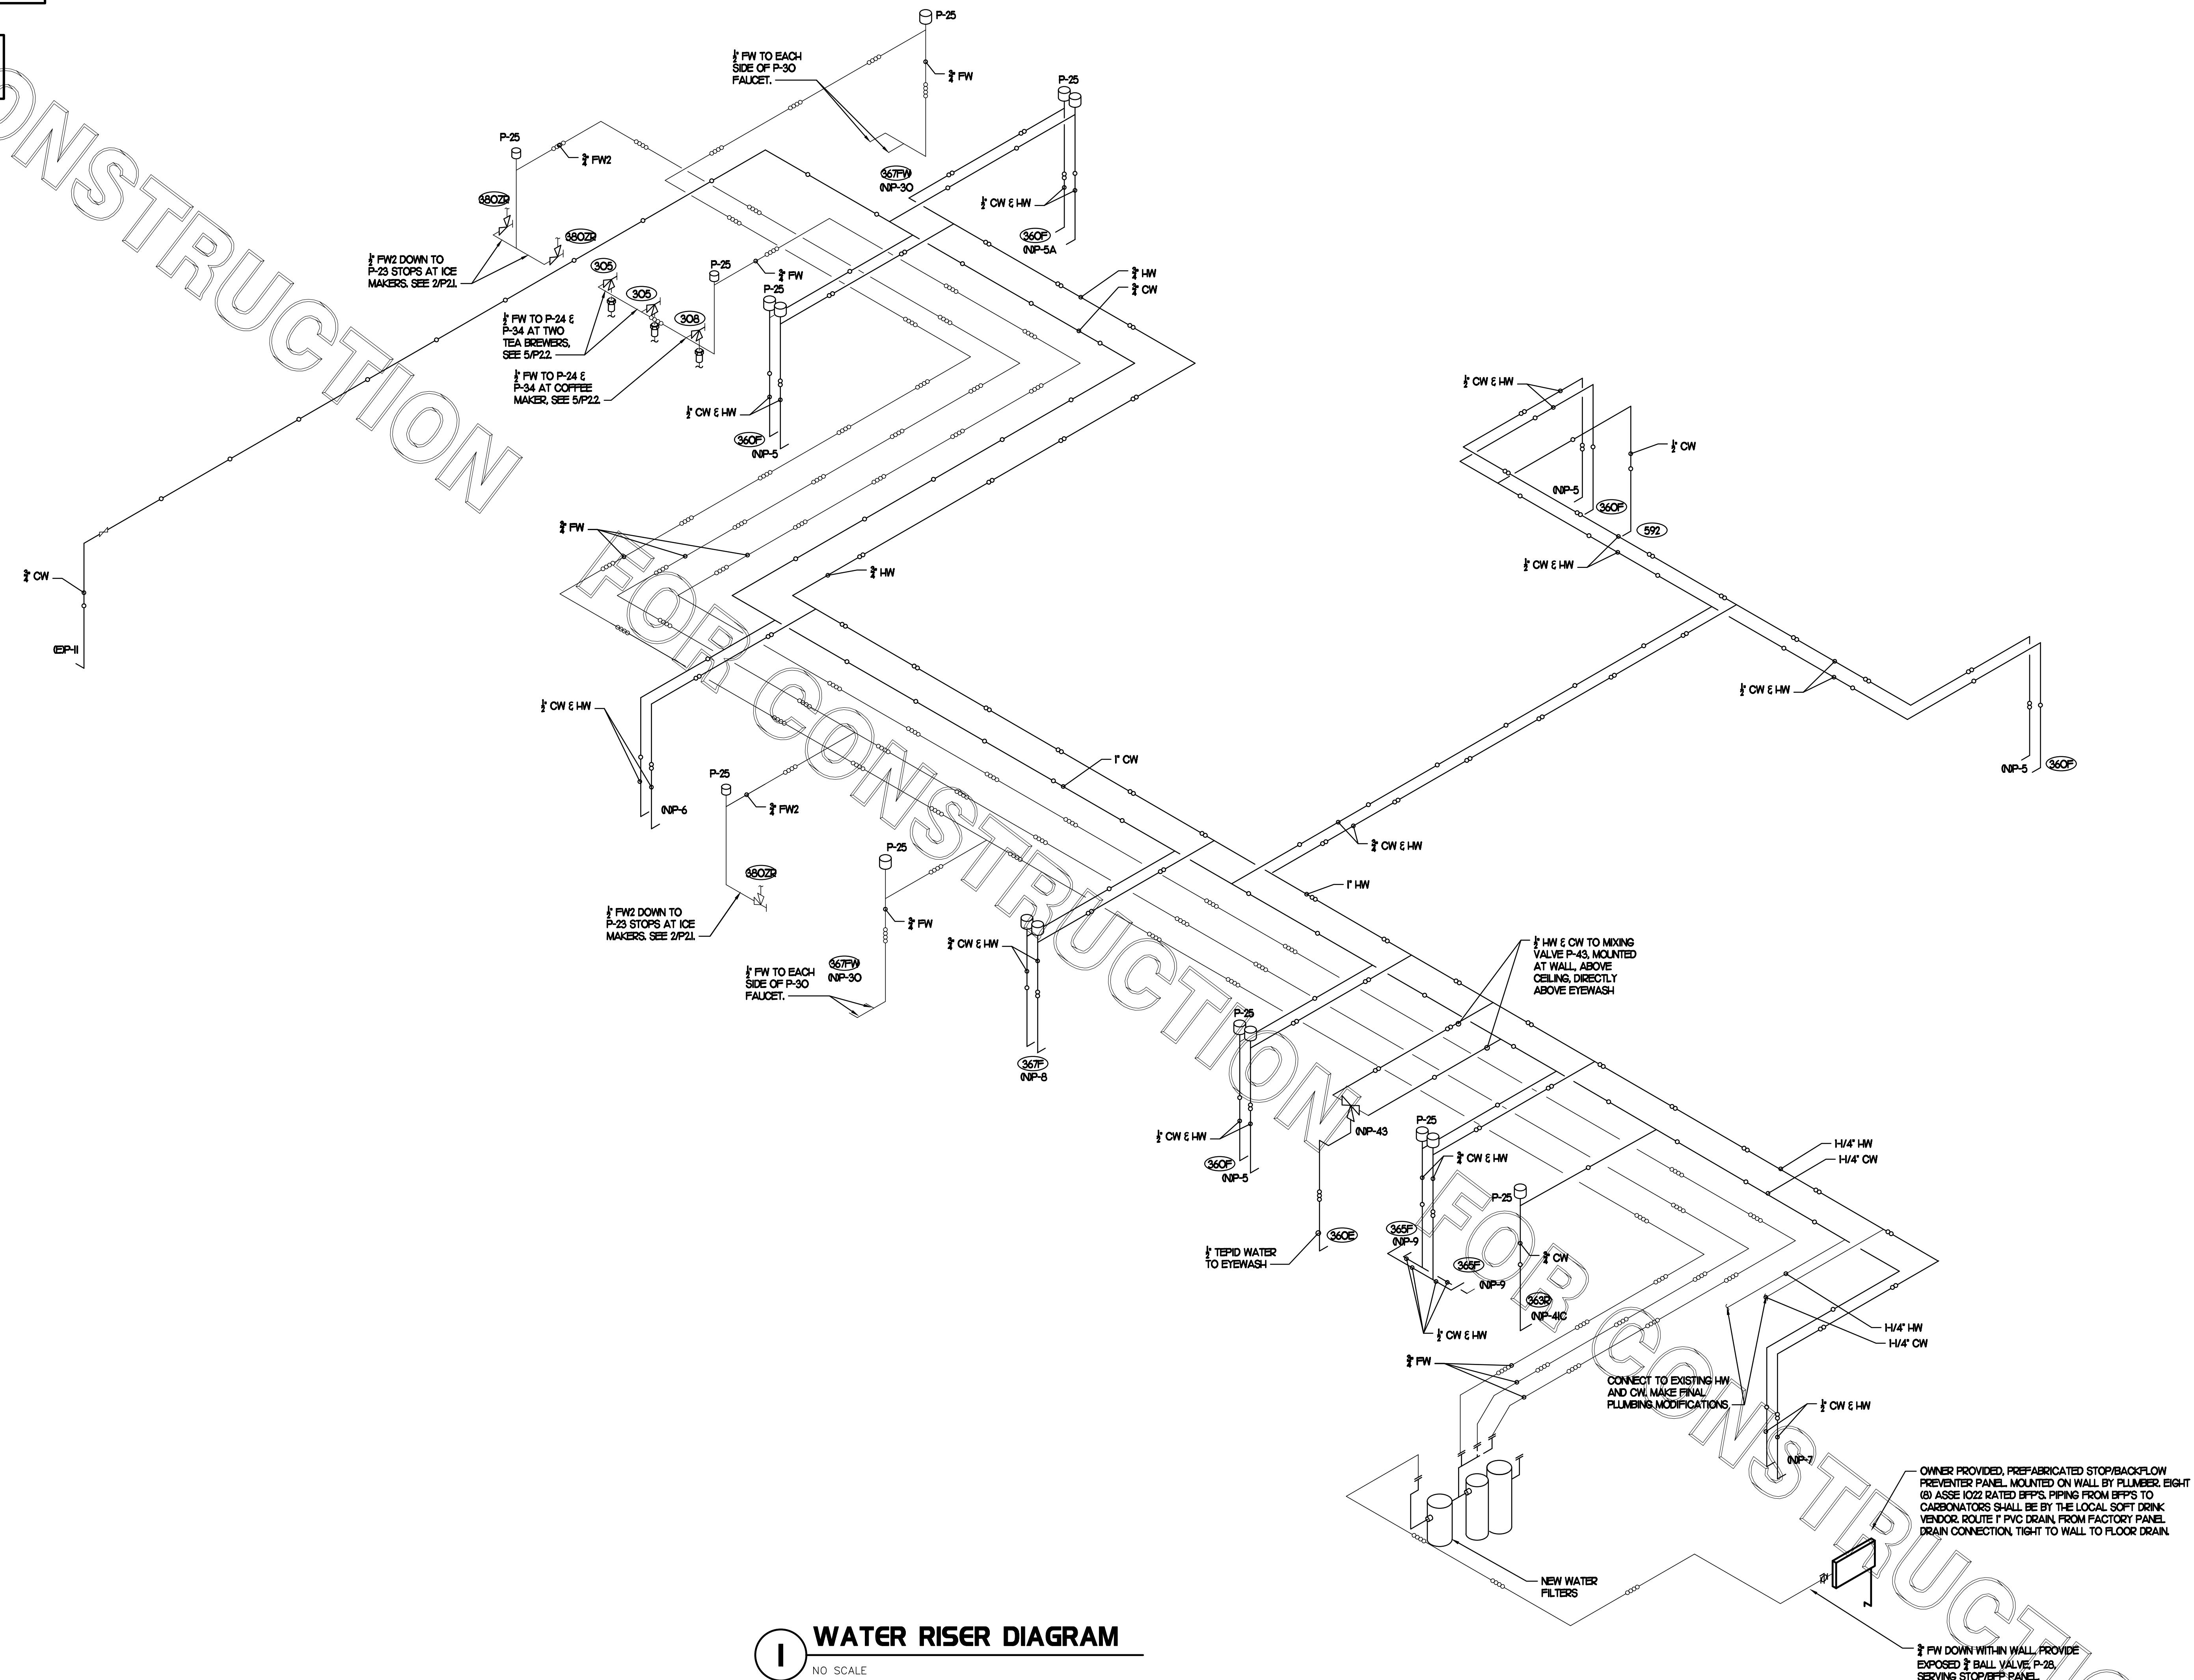 P-25
½" FW TO EACH
SIDE OF P-30
FAUCET.
¾" FW
P-25
P-25
¾" FW2
367FW
(N)P-30
½" CW & HW
380ZR
360F
(N)P-5A
380ZR
½" FW2 DOWN TO
P-23 STOPS AT ICE
MAKERS. SEE 2/P2.1.
305
P-25
¾" FW
¾" HW
¾" CW
P-25
305
308
½" FW TO P-24 &
P-34 AT TWO
TEA BREWERS,
SEE 5/P2.2.
½" FW TO P-24 &
P-34 AT COFFEE
MAKER, SEE 5/P2.2.
½" CW & HW
360F
(N)P-5
½" CW & HW
½" CW
(N)P-5
360F
592
½" CW & HW
¾" FW
¾" HW
¾" CW
(E)P-11
½" CW & HW
½" CW & HW
(N)P-5
360F
1" CW
P-25
¾" FW2
(N)P-6
¾" CW & HW
P-25
380ZR
1" HW
½" FW2 DOWN TO
P-23 STOPS AT ICE
MAKERS. SEE 2/P2.1.
¾" FW
¾" CW & HW
½" HW & CW TO MIXING
VALVE P-43, MOUNTED
AT WALL, ABOVE
CEILING, DIRECTLY
ABOVE EYEWASH
367FW
(N)P-30
½" FW TO EACH
SIDE OF P-30
FAUCET.
P-25
367F
(N)P-8
½" CW & HW
360F
(N)P-5
(N)P-43
P-25
¾" CW & HW
1-1/4" HW
1-1/4" CW
P-25
365F
(N)P-9
360E
½" TEPID WATER
TO EYEWASH
365F
(N)P-9
¾" CW
363R
(N)P-41C
½" CW & HW
1-1/4" HW
1-1/4" CW
¾" FW
CONNECT TO EXISTING HW
AND CW. MAKE FINAL
PLUMBING MODIFICATIONS.
½" CW & HW
(N)P-7
OWNER PROVIDED, PREFABRICATED STOP/BACKFLOW
PREVENTER PANEL. MOUNTED ON WALL BY PLUMBER. EIGHT
(8) ASSE 1022 RATED BFP'S. PIPING FROM BFP'S TO
CARBONATORS SHALL BE BY THE LOCAL SOFT DRINK
VENDOR. ROUTE 1" PVC DRAIN, FROM FACTORY PANEL
DRAIN CONNECTION, TIGHT TO WALL TO FLOOR DRAIN.
NEW WATER
FILTERS
¾" FW DOWN WITHIN WALL. PROVIDE
EXPOSED ¾" BALL VALVE, P-28,
SERVING STOP/BFP PANEL.
1
WATER RISER DIAGRAM
NO SCALE
CONSTRUCTION
FOR CONSTRUCTION
FOR CONSTRUCTIO